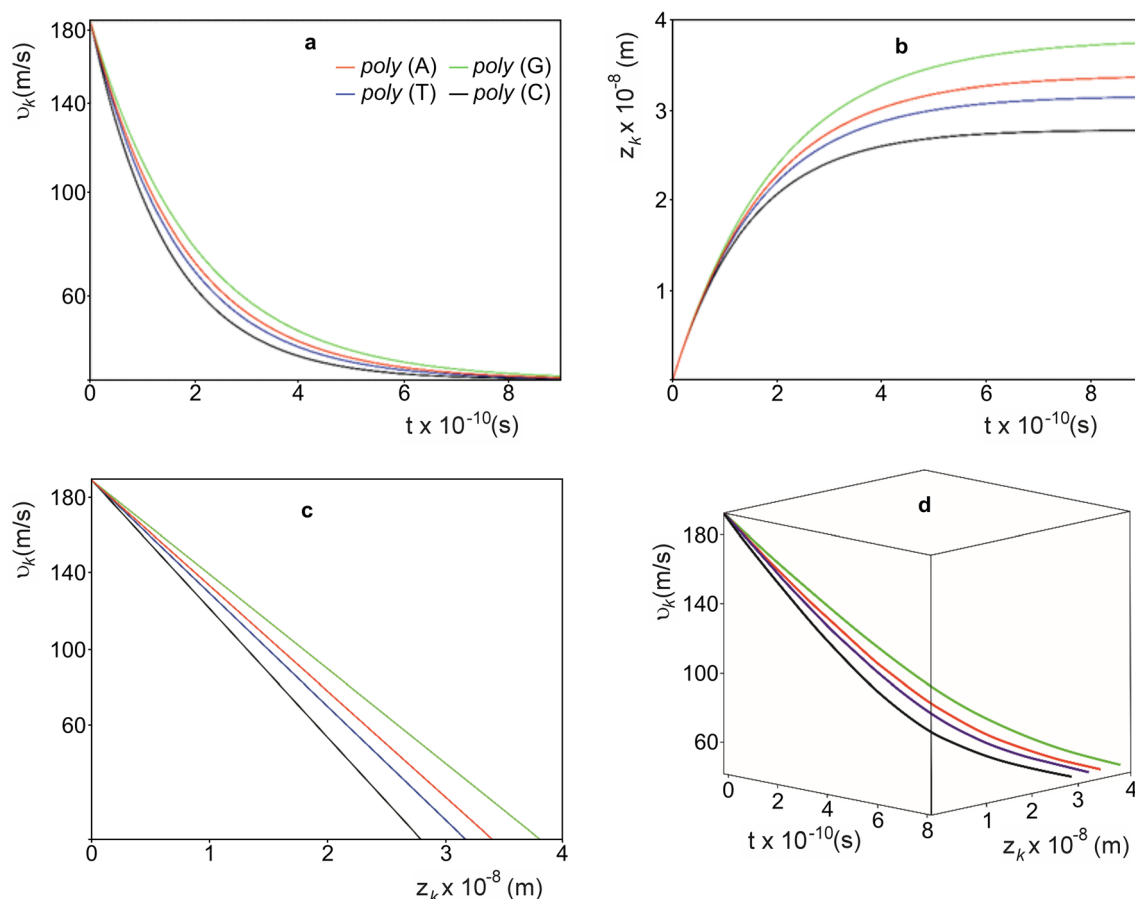 a
υk(m/s)
180
140
100
60
poly (A) poly (G)
poly (T) poly (C)
0 2 4 6 8
t x 10-10(s)
b
zk x 10-8 (m)
4
3
2
1
0 2 4 6 8
t x 10-10(s)
c
υk(m/s)
180
140
100
60
0 1 2 3 4
zk x 10-8 (m)
d
υk(m/s)
180
140
100
60
0 2 4 6 8
t x 10-10(s)
1 2 3 4
zk x 10-8 (m)